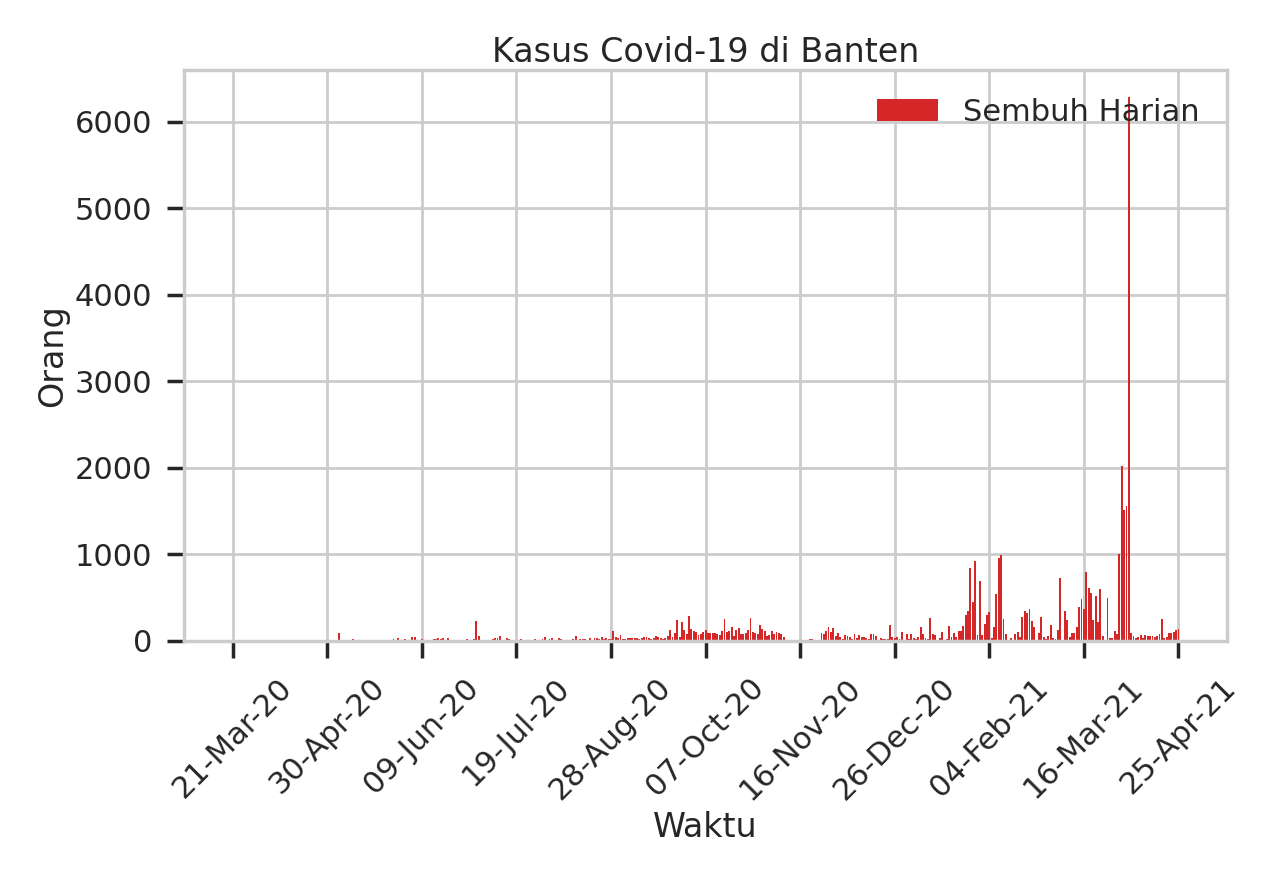 Kasus Covid-19 di Banten
Sembuh Harian
Orang
6000
5000
4000
3000
2000
1000
0
21-Mar-20
30-Apr-20
09-Jun-20
19-Jul-20
28-Aug-20
07-Oct-20
16-Nov-20
26-Dec-20
04-Feb-21
16-Mar-21
25-Apr-21
Waktu